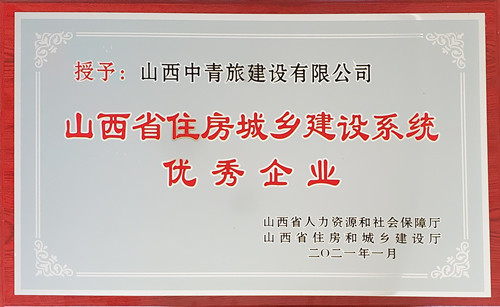 授予：山西中青旅建设有限公司
山西省住房城乡建设系统
优秀企业
山西省人力资源和社会保障厅
山西省住房和城乡建设厅
二〇二一年一月